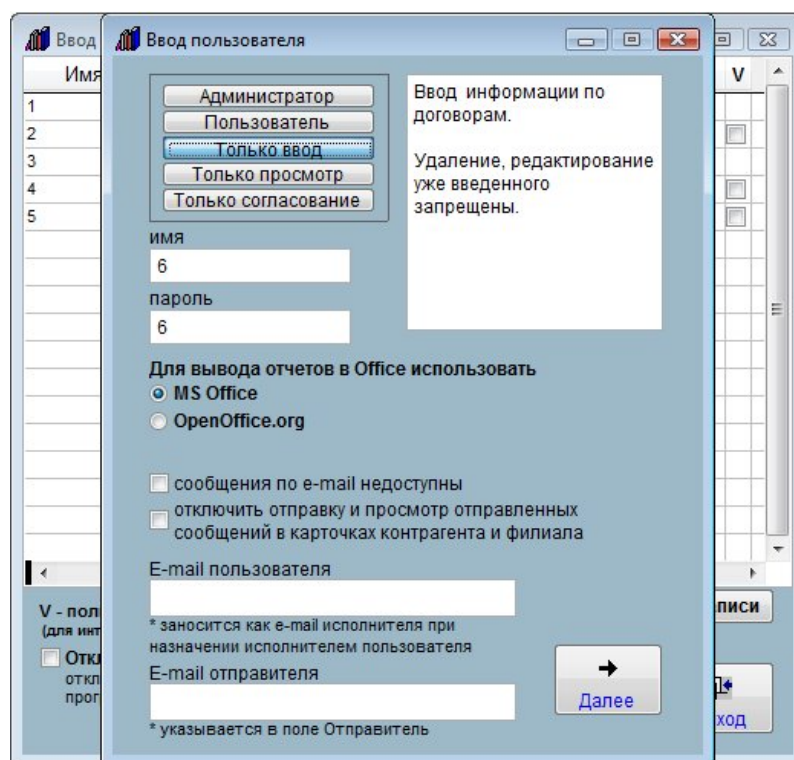 Ввод
Ввод пользователя
Имя
V
1
2
3
4
5
Администратор
Пользователь
Только ввод
Только просмотр
Только согласование
Ввод информации по
договорам.
Удаление, редактирование
уже введенного
запрещены.
имя
6
пароль
6
Для вывода отчетов в Office использовать
MS Office
OpenOffice.org
сообщения по e-mail недоступны
отключить отправку и просмотр отправленных
сообщений в карточках контрагента и филиала
E-mail пользователя
* заносится как e-mail исполнителя при
назначении исполнителем пользователя
E-mail отправителя
* указывается в поле Отправитель
Далее
V - пол
(для инт
Откл
откл
прог
писи
ход